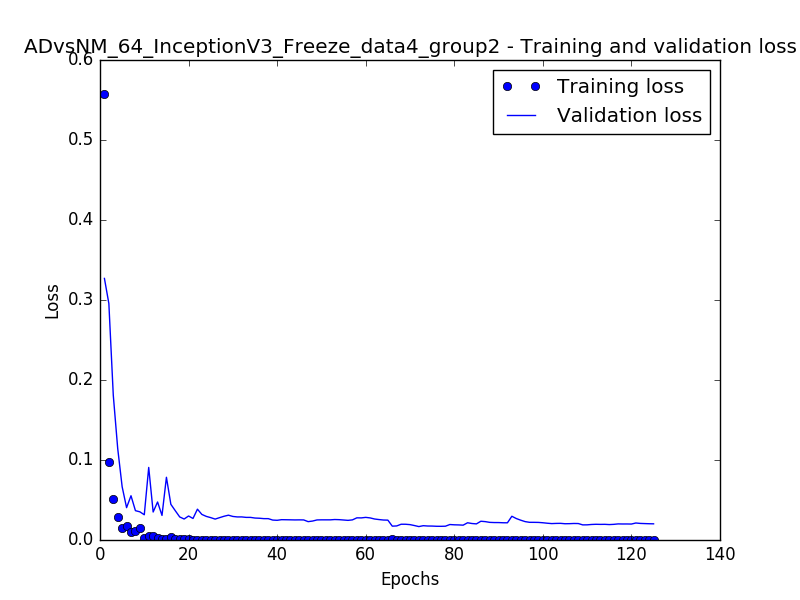 ADvsNM_64_InceptionV3_Freeze_data4_group2 - Training and validation loss
0.6
0.5
0.4
0.3
0.2
0.1
0.0
Loss
Training loss
Validation loss
0 20 40 60 80 100 120 140
Epochs